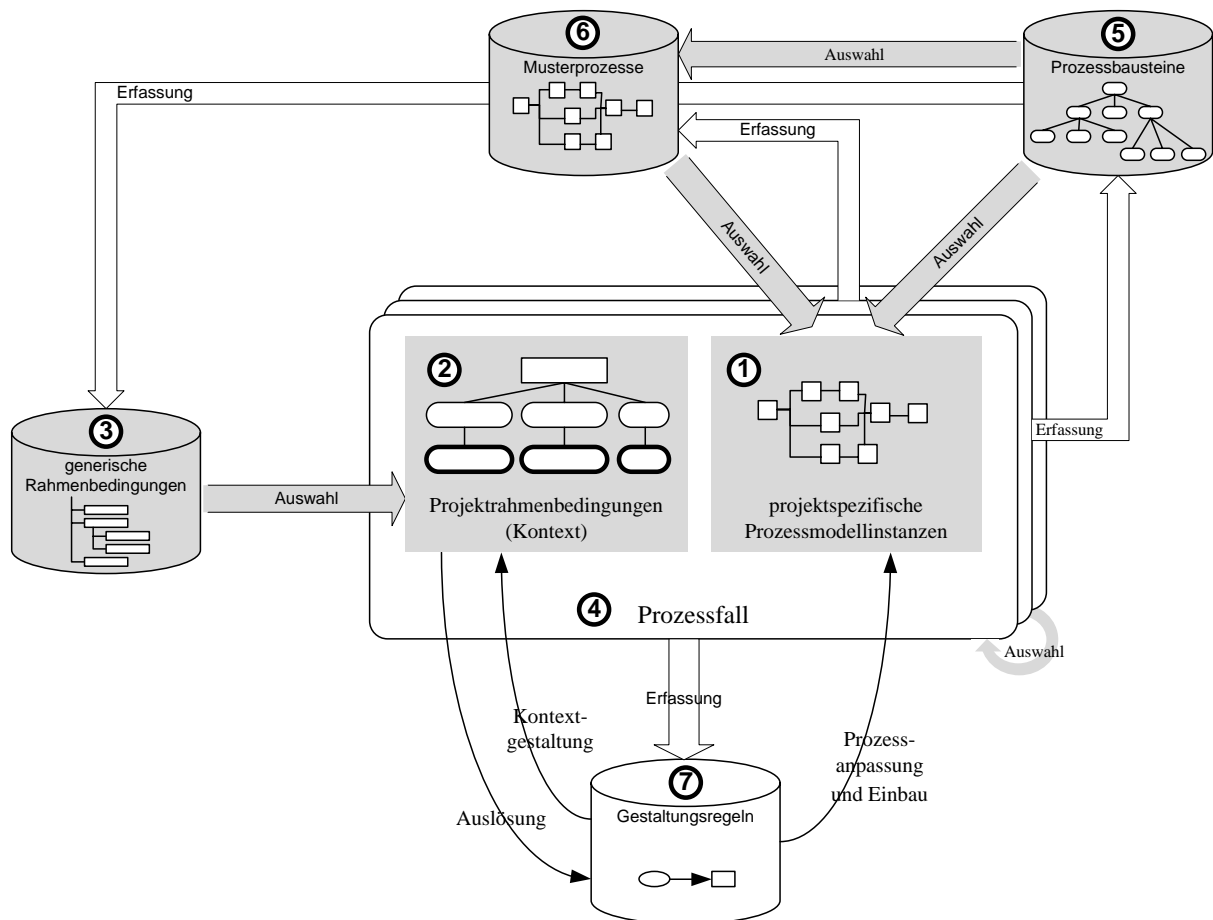 6
Musterprozesse
Auswahl
5
Prozessbausteine
Erfassung
Erfassung
Auswahl
Auswahl
3
generische
Rahmenbedingungen
Auswahl
2
Projektrahmenbedingungen
(Kontext)
1
projektspezifische
Prozessmodellinstanzen
Erfassung
4 Prozessfall
Auswahl
Erfassung
Kontext-
gestaltung
Auslösung
Prozess-
anpassung
und Einbau
7
Gestaltungsregeln